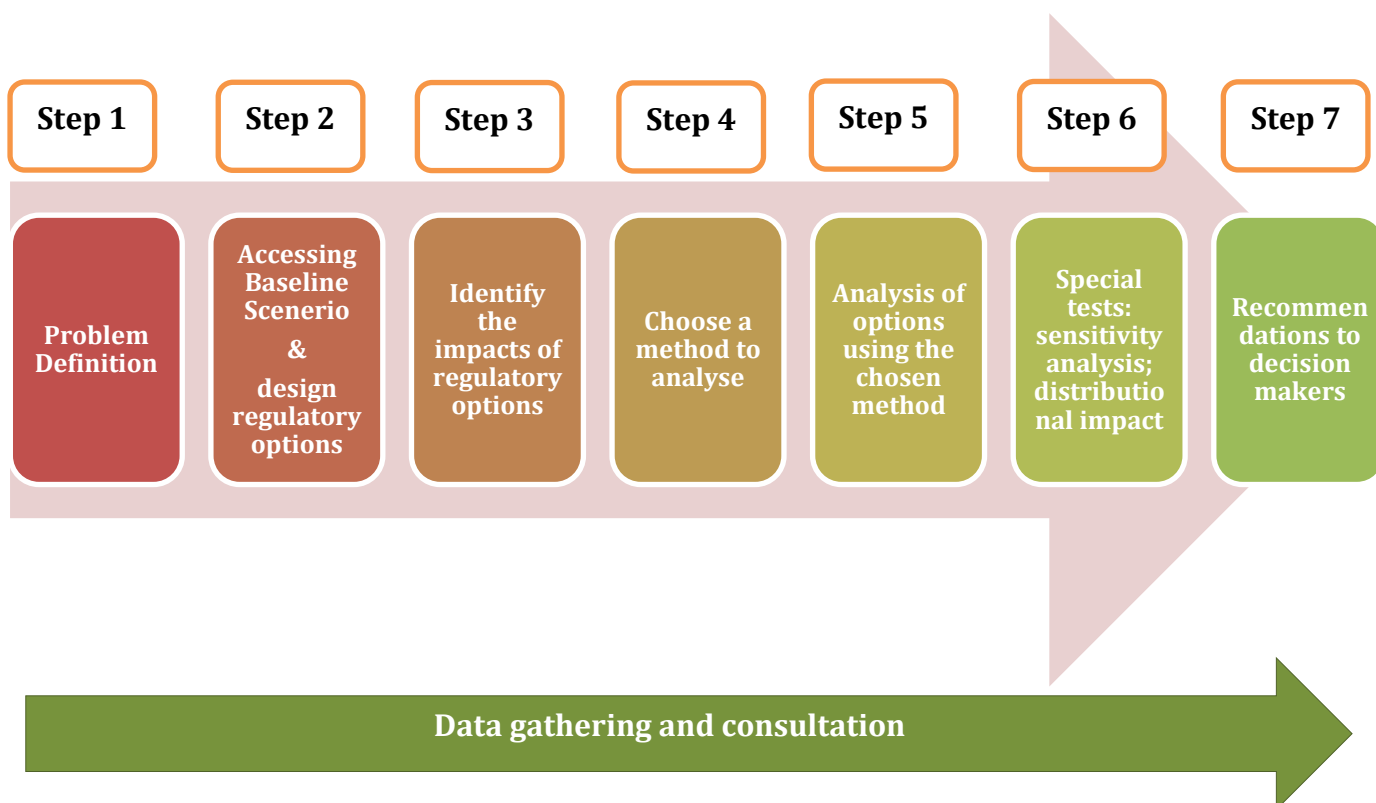 Step 1
Step 2
Step 3
Step 4
Step 5
Step 6
Step 7
Problem
Definition
Accessing
Baseline
Scenerio
&
design
regulatory
options
Identify
the
impacts of
regulatory
options
Choose a
method to
analyse
Analysis of
options
using the
chosen
method
Special
tests:
sensitivity
analysis;
distributio
nal impact
Recommen
dations to
decision
makers
Data gathering and consultation